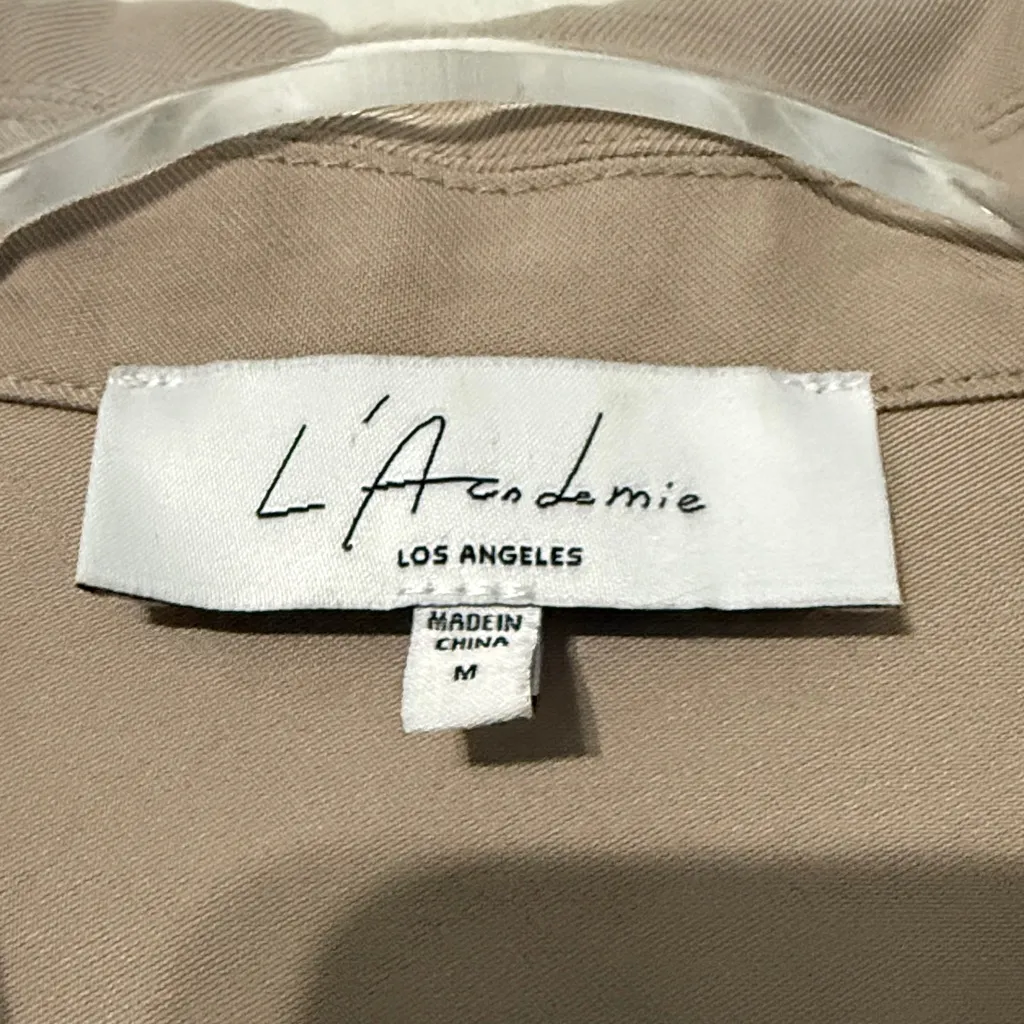 L'Academie
LOS ANGELES
MADE IN
CHINA
M